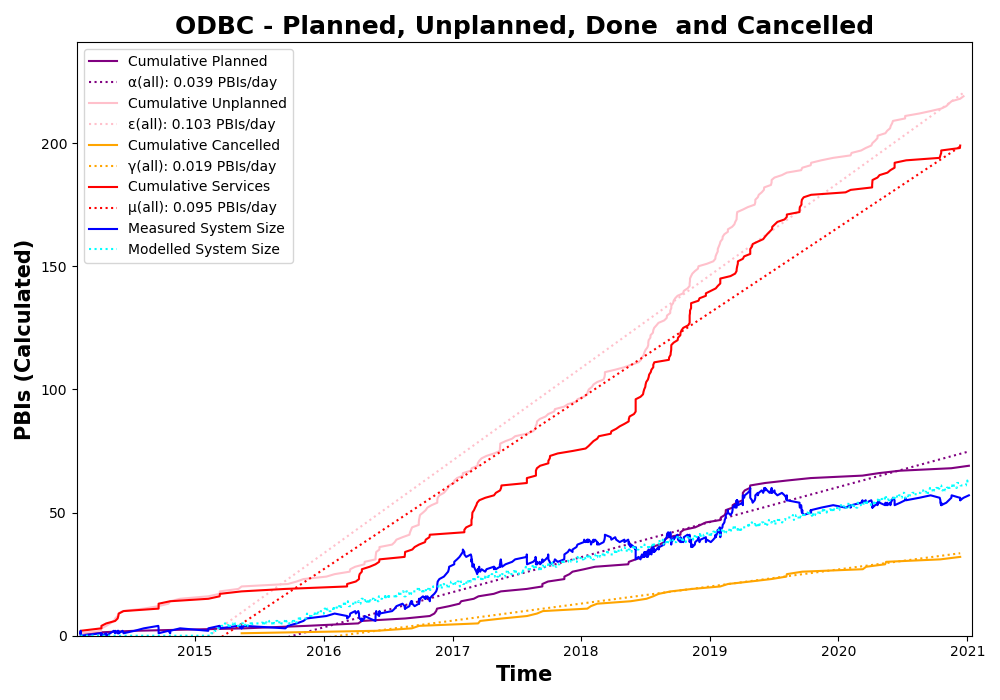 ODBC - Planned, Unplanned, Done  and Cancelled
Cumulative Planned
α(all): 0.039 PBIs/day
Cumulative Unplanned
ε(all): 0.103 PBIs/day
Cumulative Cancelled
γ(all): 0.019 PBIs/day
Cumulative Services
μ(all): 0.095 PBIs/day
Measured System Size
Modelled System Size
PBIs (Calculated)
200
150
100
50
0
2015 2016 2017 2018 2019 2020 2021
Time